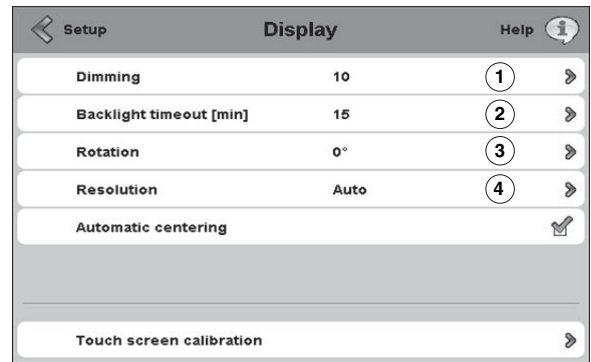 Setup Display Help
Dimming 10 1
Backlight timeout [min] 15 2
Rotation 0° 3
Resolution Auto 4
Automatic centering
Touch screen calibration